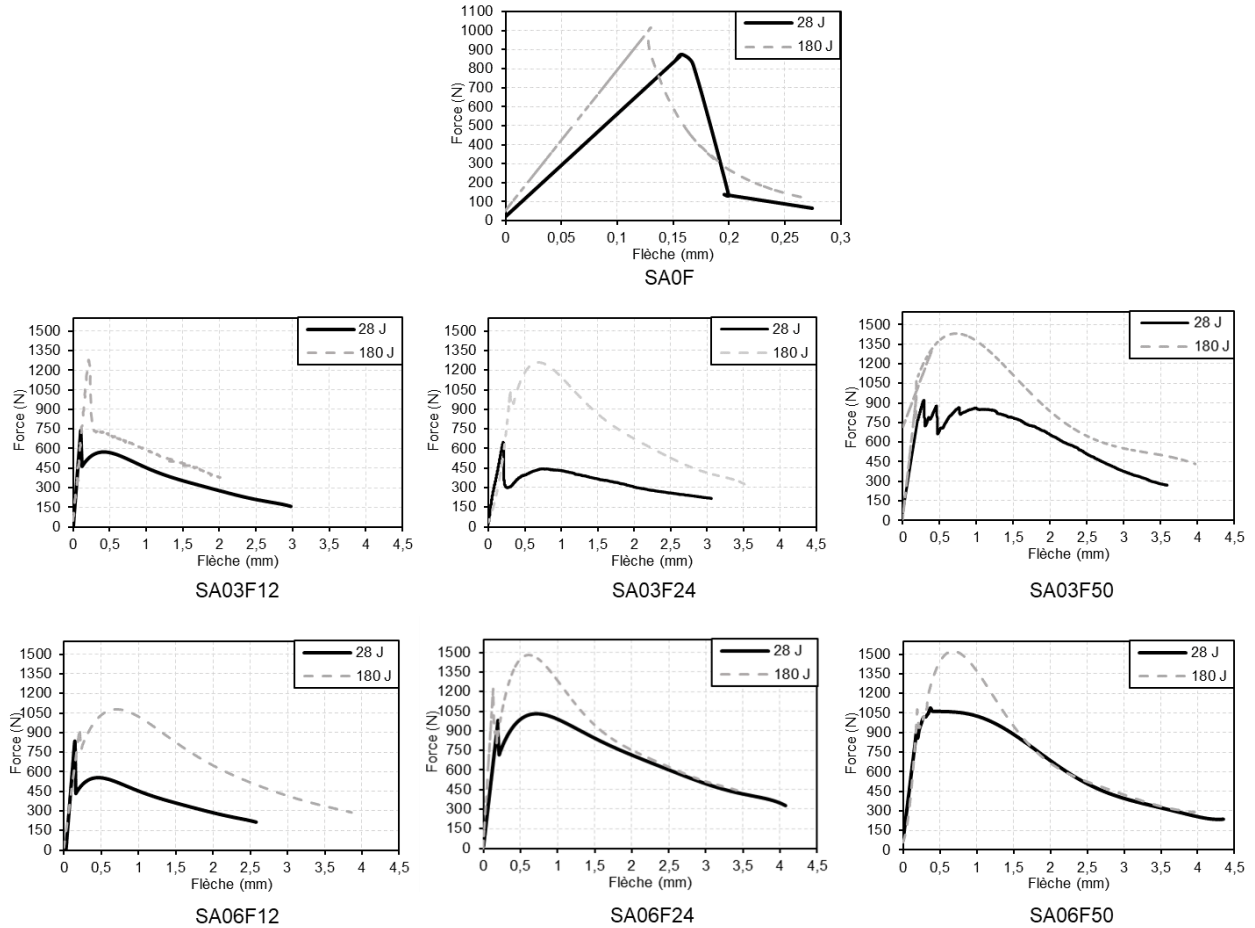 1100
1000
900
800
700
600
500
400
300
200
100
0
Force (N)
28 J
180 J
0 0,05 0,1 0,15 0,2 0,25 0,3
Flèche (mm)
SA0F
1500
1350
1200
1050
900
750
600
450
300
150
0
Force (N)
28 J
180 J
0 0,5 1 1,5 2 2,5 3 3,5 4 4,5
Flèche (mm)
SA03F12
1500
1350
1200
1050
900
750
600
450
300
150
0
Force (N)
28 J
180 J
0 0,5 1 1,5 2 2,5 3 3,5 4 4,5
Flèche (mm)
SA03F24
1500
1350
1200
1050
900
750
600
450
300
150
0
Force (N)
28 J
180 J
0 0,5 1 1,5 2 2,5 3 3,5 4 4,5
Flèche (mm)
SA03F50
1500
1350
1200
1050
900
750
600
450
300
150
0
Force (N)
28 J
180 J
0 0,5 1 1,5 2 2,5 3 3,5 4 4,5
Flèche (mm)
SA06F12
1500
1350
1200
1050
900
750
600
450
300
150
0
Force (N)
28 J
180 J
0 0,5 1 1,5 2 2,5 3 3,5 4 4,5
Flèche (mm)
SA06F24
1500
1350
1200
1050
900
750
600
450
300
150
0
Force (N)
28 J
180 J
0 0,5 1 1,5 2 2,5 3 3,5 4 4,5
Flèche (mm)
SA06F50